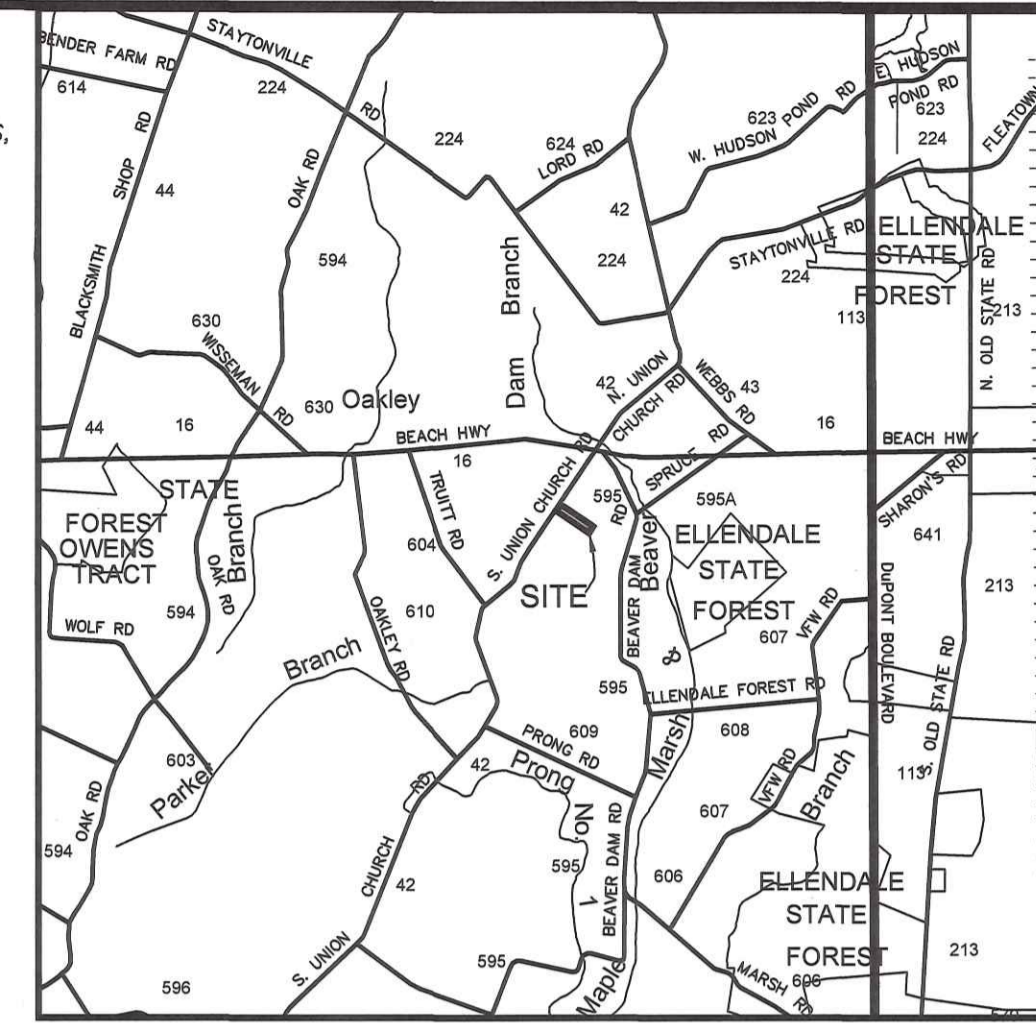 S,
BENDER FARM RD
614
STAYTONVILLE
224
RD
224
SHOP RD
44
BLACKSMITH
OAK RD
594
624
LORD RD
42
224
W. HUDSON POND RD
623
E. HUDSON
POND RD
623
224
FLEATOWN
STAYTONVILLE RD
224
ELLENDALE
STATE
FOREST
113
213
N. OLD STATE RD
Dam Branch
630
WISSEMAN RD
630
44
16
Oakley
42
N. UNION
CHURCH RD
WEBBS RD
43
16
BEACH HWY
16
BEACH HWY
SPRUCE RD
RD
595A
595
RD
STATE
FOREST
OWENS
TRACT
Branch
OAK RD
594
WOLF RD
TRUITT RD
604
S. UNION CHURCH
SITE
610
OAKLEY RD
Branch
BEAVER DAM
Beaver
&
595
ELLENDALE
STATE
FOREST
607
VFW RD
SHARON'S RD
641
213
DuPONT BOULEVARD
S. OLD STATE RD
113
ELLENDALE FOREST RD
608
609
PRONG RD
Prong
No.
1
42
RD
603
Parker
OAK RD
594
CHURCH
42
S. UNION
596
595
595
BEAVER DAM RD
Marsh
607
VFW RD
Branch
606
ELLENDALE
STATE
FOREST
MARSH RD
606
213
Maple